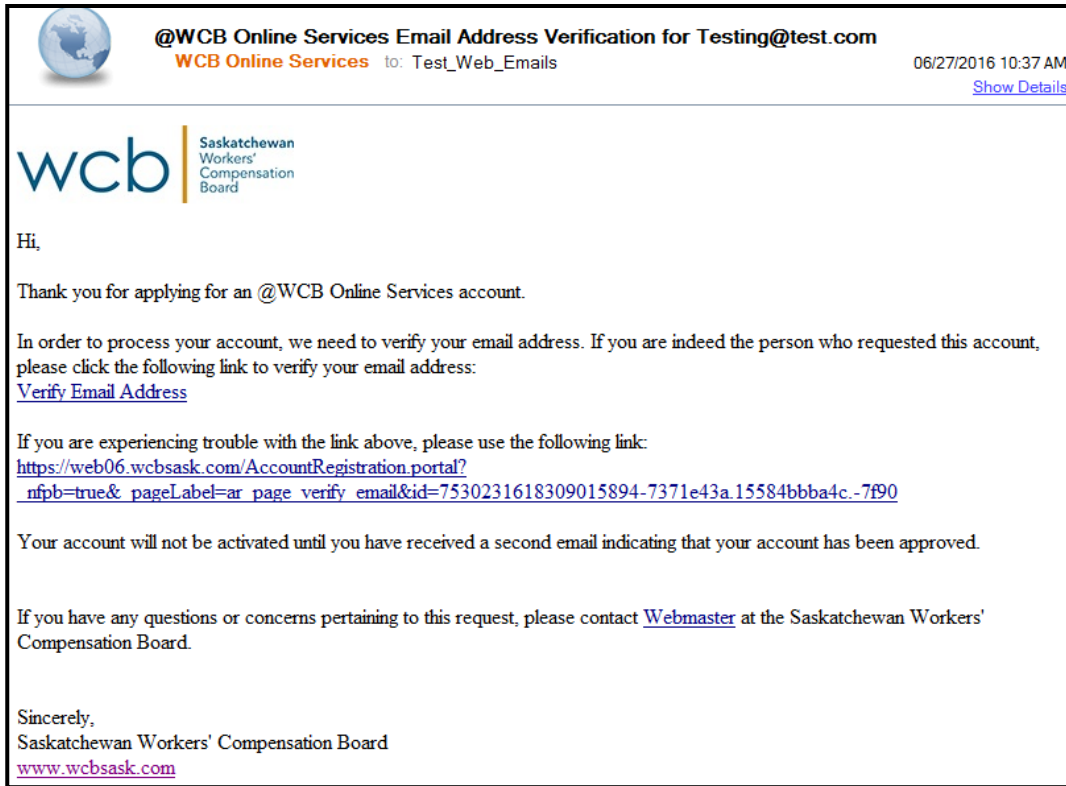 @WCB Online Services Email Address Verification for Testing@test.com
WCB Online Services to: Test_Web_Emails 06/27/2016 10:37 AM
Show Details
wcb
Saskatchewan
Workers'
Compensation
Board
Hi,
Thank you for applying for an @WCB Online Services account.
In order to process your account, we need to verify your email address. If you are indeed the person who requested this account,
please click the following link to verify your email address:
Verify Email Address
If you are experiencing trouble with the link above, please use the following link:
https://web06.wcbsask.com/AccountRegistration.portal?
_nfpb=true&_pageLabel=ar_page_verify_email&id=7530231618309015894-7371e43a.15584bbba4c.-7f90
Your account will not be activated until you have received a second email indicating that your account has been approved.
If you have any questions or concerns pertaining to this request, please contact Webmaster at the Saskatchewan Workers'
Compensation Board.
Sincerely,
Saskatchewan Workers' Compensation Board
www.wcbsask.com